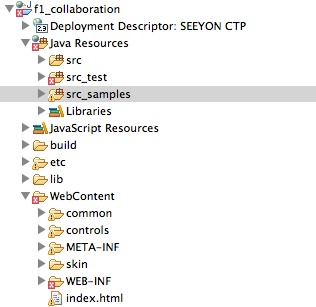 f1_collaboration
Deployment Descriptor: SEEYON CTP
Java Resources
src
src_test
src_samples
Libraries
JavaScript Resources
build
etc
lib
WebContent
common
controls
META-INF
skin
WEB-INF
index.html